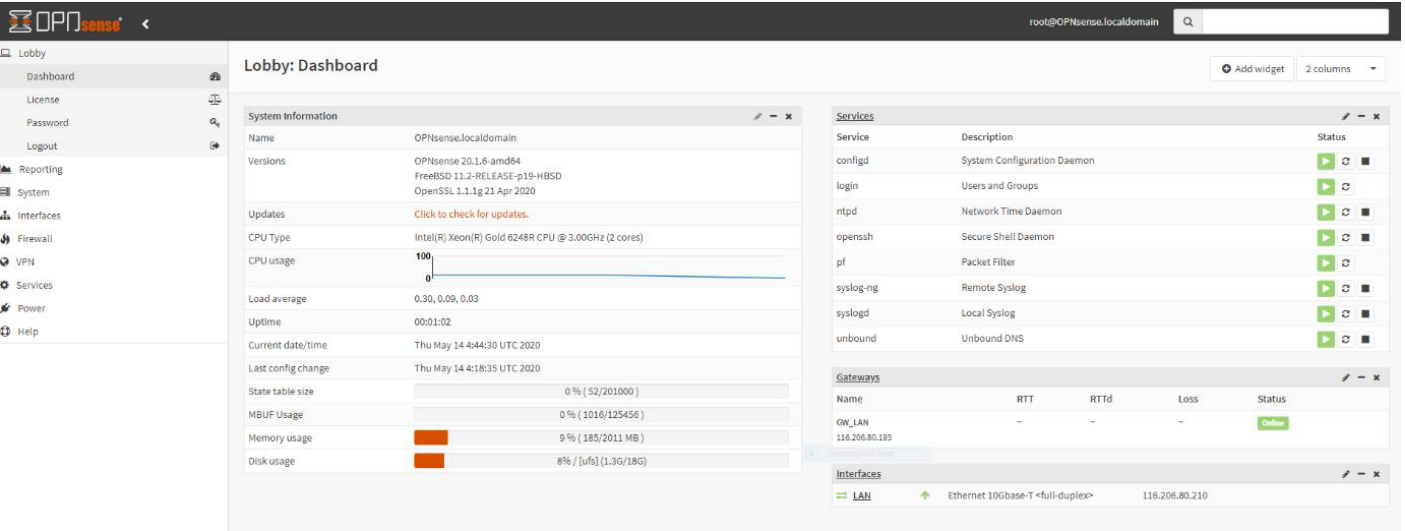 OPNsense
root@OPNsense.localdomain
Lobby
Dashboard
License
Password
Logout
Reporting
System
Interfaces
Firewall
VPN
Services
Power
Help
Lobby: Dashboard
Add widget
2 columns
System Information
Name OPNsense.localdomain
Versions OPNsense 20.1.6-amd64
FreeBSD 11.2-RELEASE-p19-HBSD
OpenSSL 1.1.1g 21 Apr 2020
Updates Click to check for updates.
CPU Type Intel(R) Xeon(R) Gold 6248R CPU @ 3.00GHz (2 cores)
CPU usage 100
0
Load average 0.30, 0.09, 0.03
Uptime 00:01:02
Current date/time Thu May 14 4:44:30 UTC 2020
Last config change Thu May 14 4:18:35 UTC 2020
State table size 0 % ( 52/201000 )
MBUF Usage 0 % ( 1016/125456 )
Memory usage 9 % ( 185/2011 MB )
Disk usage 8% / [ufs] (1.3G/18G)
Services
Service Description Status
configd System Configuration Daemon
login Users and Groups
ntpd Network Time Daemon
openssh Secure Shell Daemon
pf Packet Filter
syslog-ng Remote Syslog
syslogd Local Syslog
unbound Unbound DNS
Gateways
Name RTT RTTd Loss Status
GW_LAN ~ ~ ~ Online
116.206.80.193
Interfaces
LAN Ethernet 10Gbase-T <full-duplex> 116.206.80.210